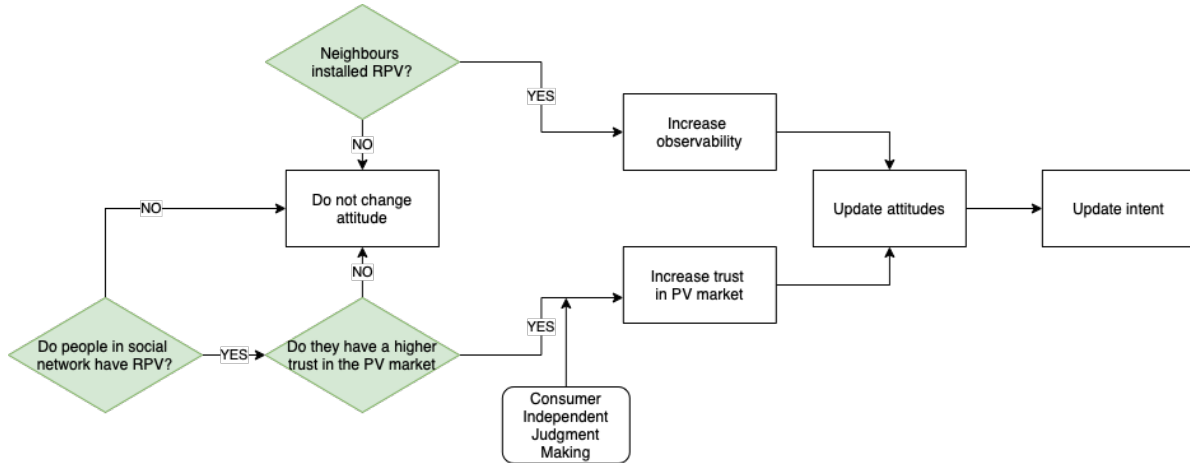 Neighbours
installed RPV?
YES
NO
Increase
observability
Do not change
attitude
NO
Update attitudes
Update intent
NO
Increase trust
in PV market
Do people in social
network have RPV?
YES
Do they have a higher
trust in the PV market
YES
Consumer
Independent
Judgment
Making